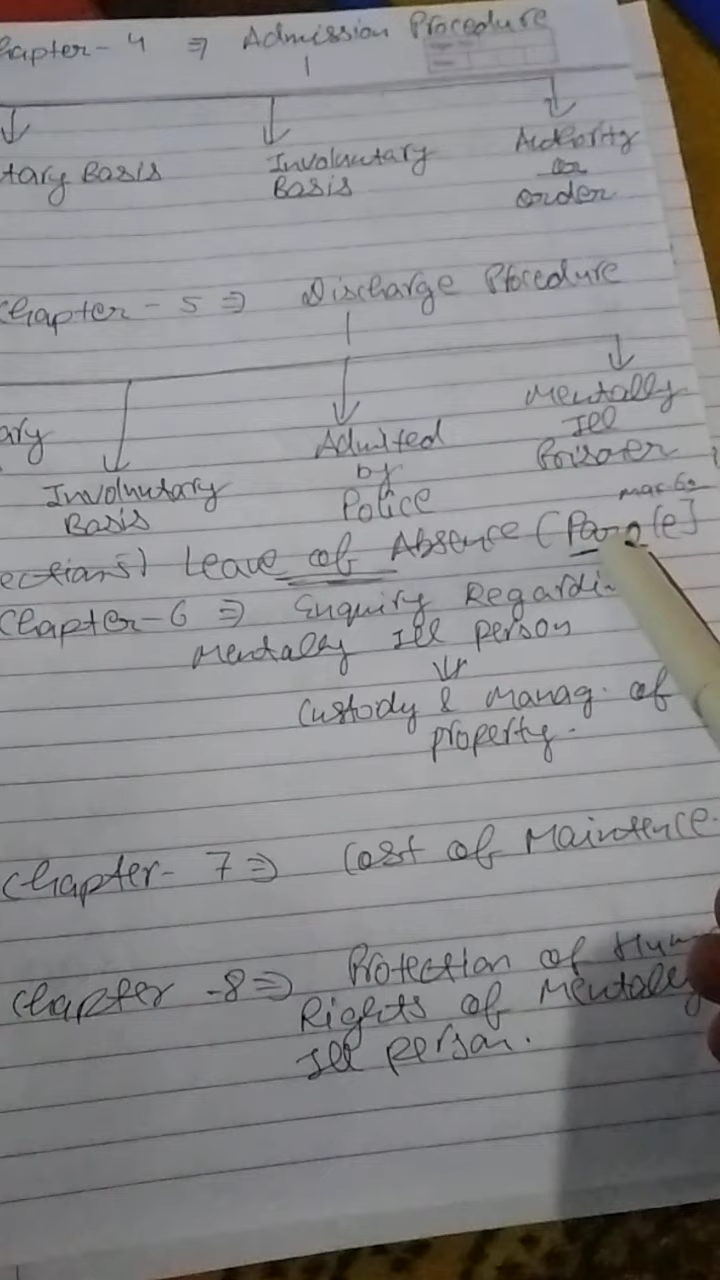 hapter- 4 ⇒ Admission Procedure
tary Basis
Involuntary
Basis
Authority
or
order
Chapter - 5 ⇒ Discharge Procedure
ary
Involuntary
Basis
Admitted
by
Police
Mentally
Ill
Prisoner
ections) Leave of Absence (Parole]
Chapter-6 ⇒ Enquiry Regardi
Mentally Ill person
Custody & Manag. of
property.
Chapter- 7 ⇒ Cost of Maintence.
Chapter -8 ⇒ Protection of Hum
Rights of Mentally
Ill person.